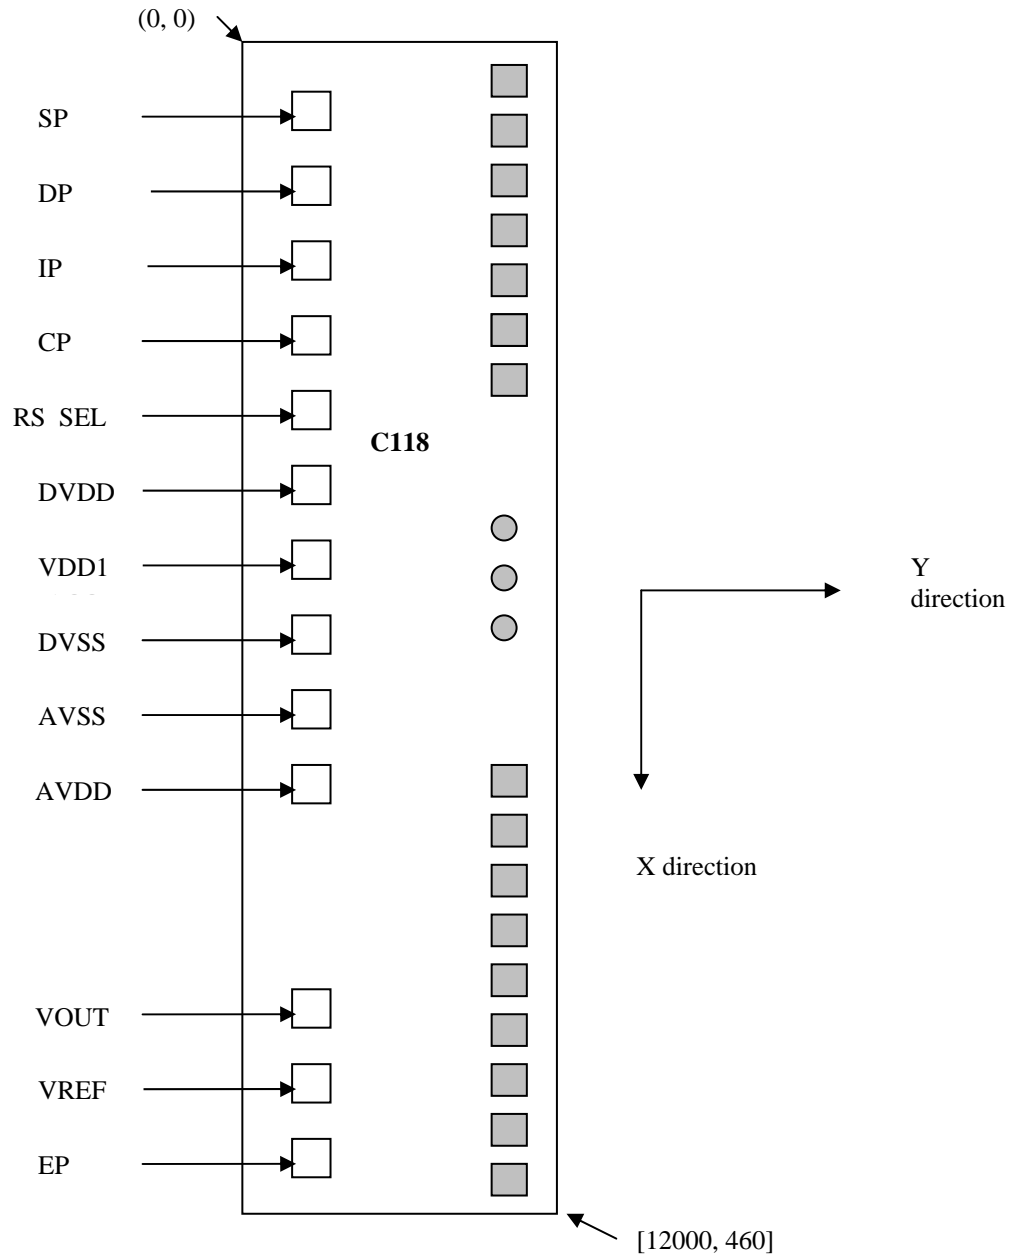 (0, 0)
SP
DP
IP
CP
RS SEL
C118
DVDD
VDD1
Y
direction
DVSS
AVSS
AVDD
X direction
VOUT
VREF
EP
[12000, 460]